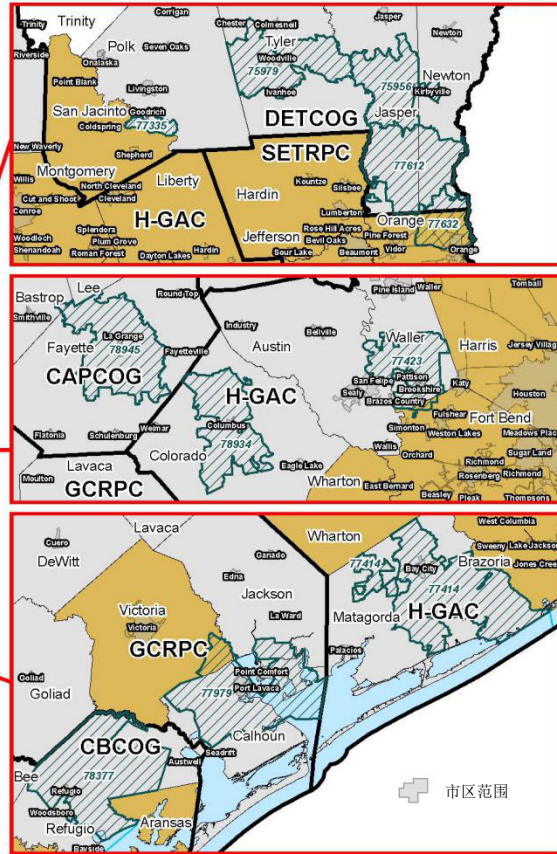 Trinity
Trinity
Corrigan
Chester
Colmesneil
Jasper
Newton
Riverside
Polk
Seven Oaks
Tyler
Onalaska
Woodville
Newton
Point Blank
Livingston
75979
75956
Kirbyville
San Jacinto
Goodrich
Ivanhoe
Coldspring
77335
Jasper
DETCOG
New Waverly
Shepherd
SETRPC
77612
Montgomery
Liberty
Willis
North Cleveland
Hardin
Kountze
Cut and Shoot
Cleveland
Silsbee
Conroe
H-GAC
Lumberton
Orange
77632
Splendora
Rose Hill Acres
Pine Forest
Woodloch
Plum Grove
Hardin
Jefferson
Bevil Oaks
Vidor
Orange
Shenandoah
Roman Forest
Dayton Lakes
Sour Lake
Beaumont
Lee
Round Top
Pine Island
Waller
Tomball
Bastrop
Smithville
Industry
Bellville
La Grange
Austin
Waller
Harris
Fayette
78945
Fayetteville
77423
Jersey Villag
CAPCOG
Pattison
San Felipe
Brookshire
Katy
H-GAC
Sealy
Brazos Country
Houston
Fulshear
Fort Bend
Weimar
Columbus
Simonton
Weston Lakes
Meadows Plac
Flatonia
Schulenburg
Colorado
78934
Wallis
Orchard
Sugar Land
Lavaca
Eagle Lake
Richmond
Moulton
Rosenberg
Richmond
GCRPC
Wharton
East Bernard
Beasley
Pleak
Thompsons
Lavaca
Wharton
West Columbia
Cuero
Ganado
Sweeny
Lake Jackson
DeWitt
Edna
77414
Brazoria
Jones Cree
Bay City
Jackson
77414
Victoria
La Ward
Matagorda
H-GAC
Victoria
GCRPC
Palacios
Goliad
Point Comfort
Goliad
77979
Port Lavaca
Calhoun
CBCOG
Seadrift
Bee
78377
Austwell
Refugio
Woodsboro
Aransas
Refugio
Bayside
市区范围